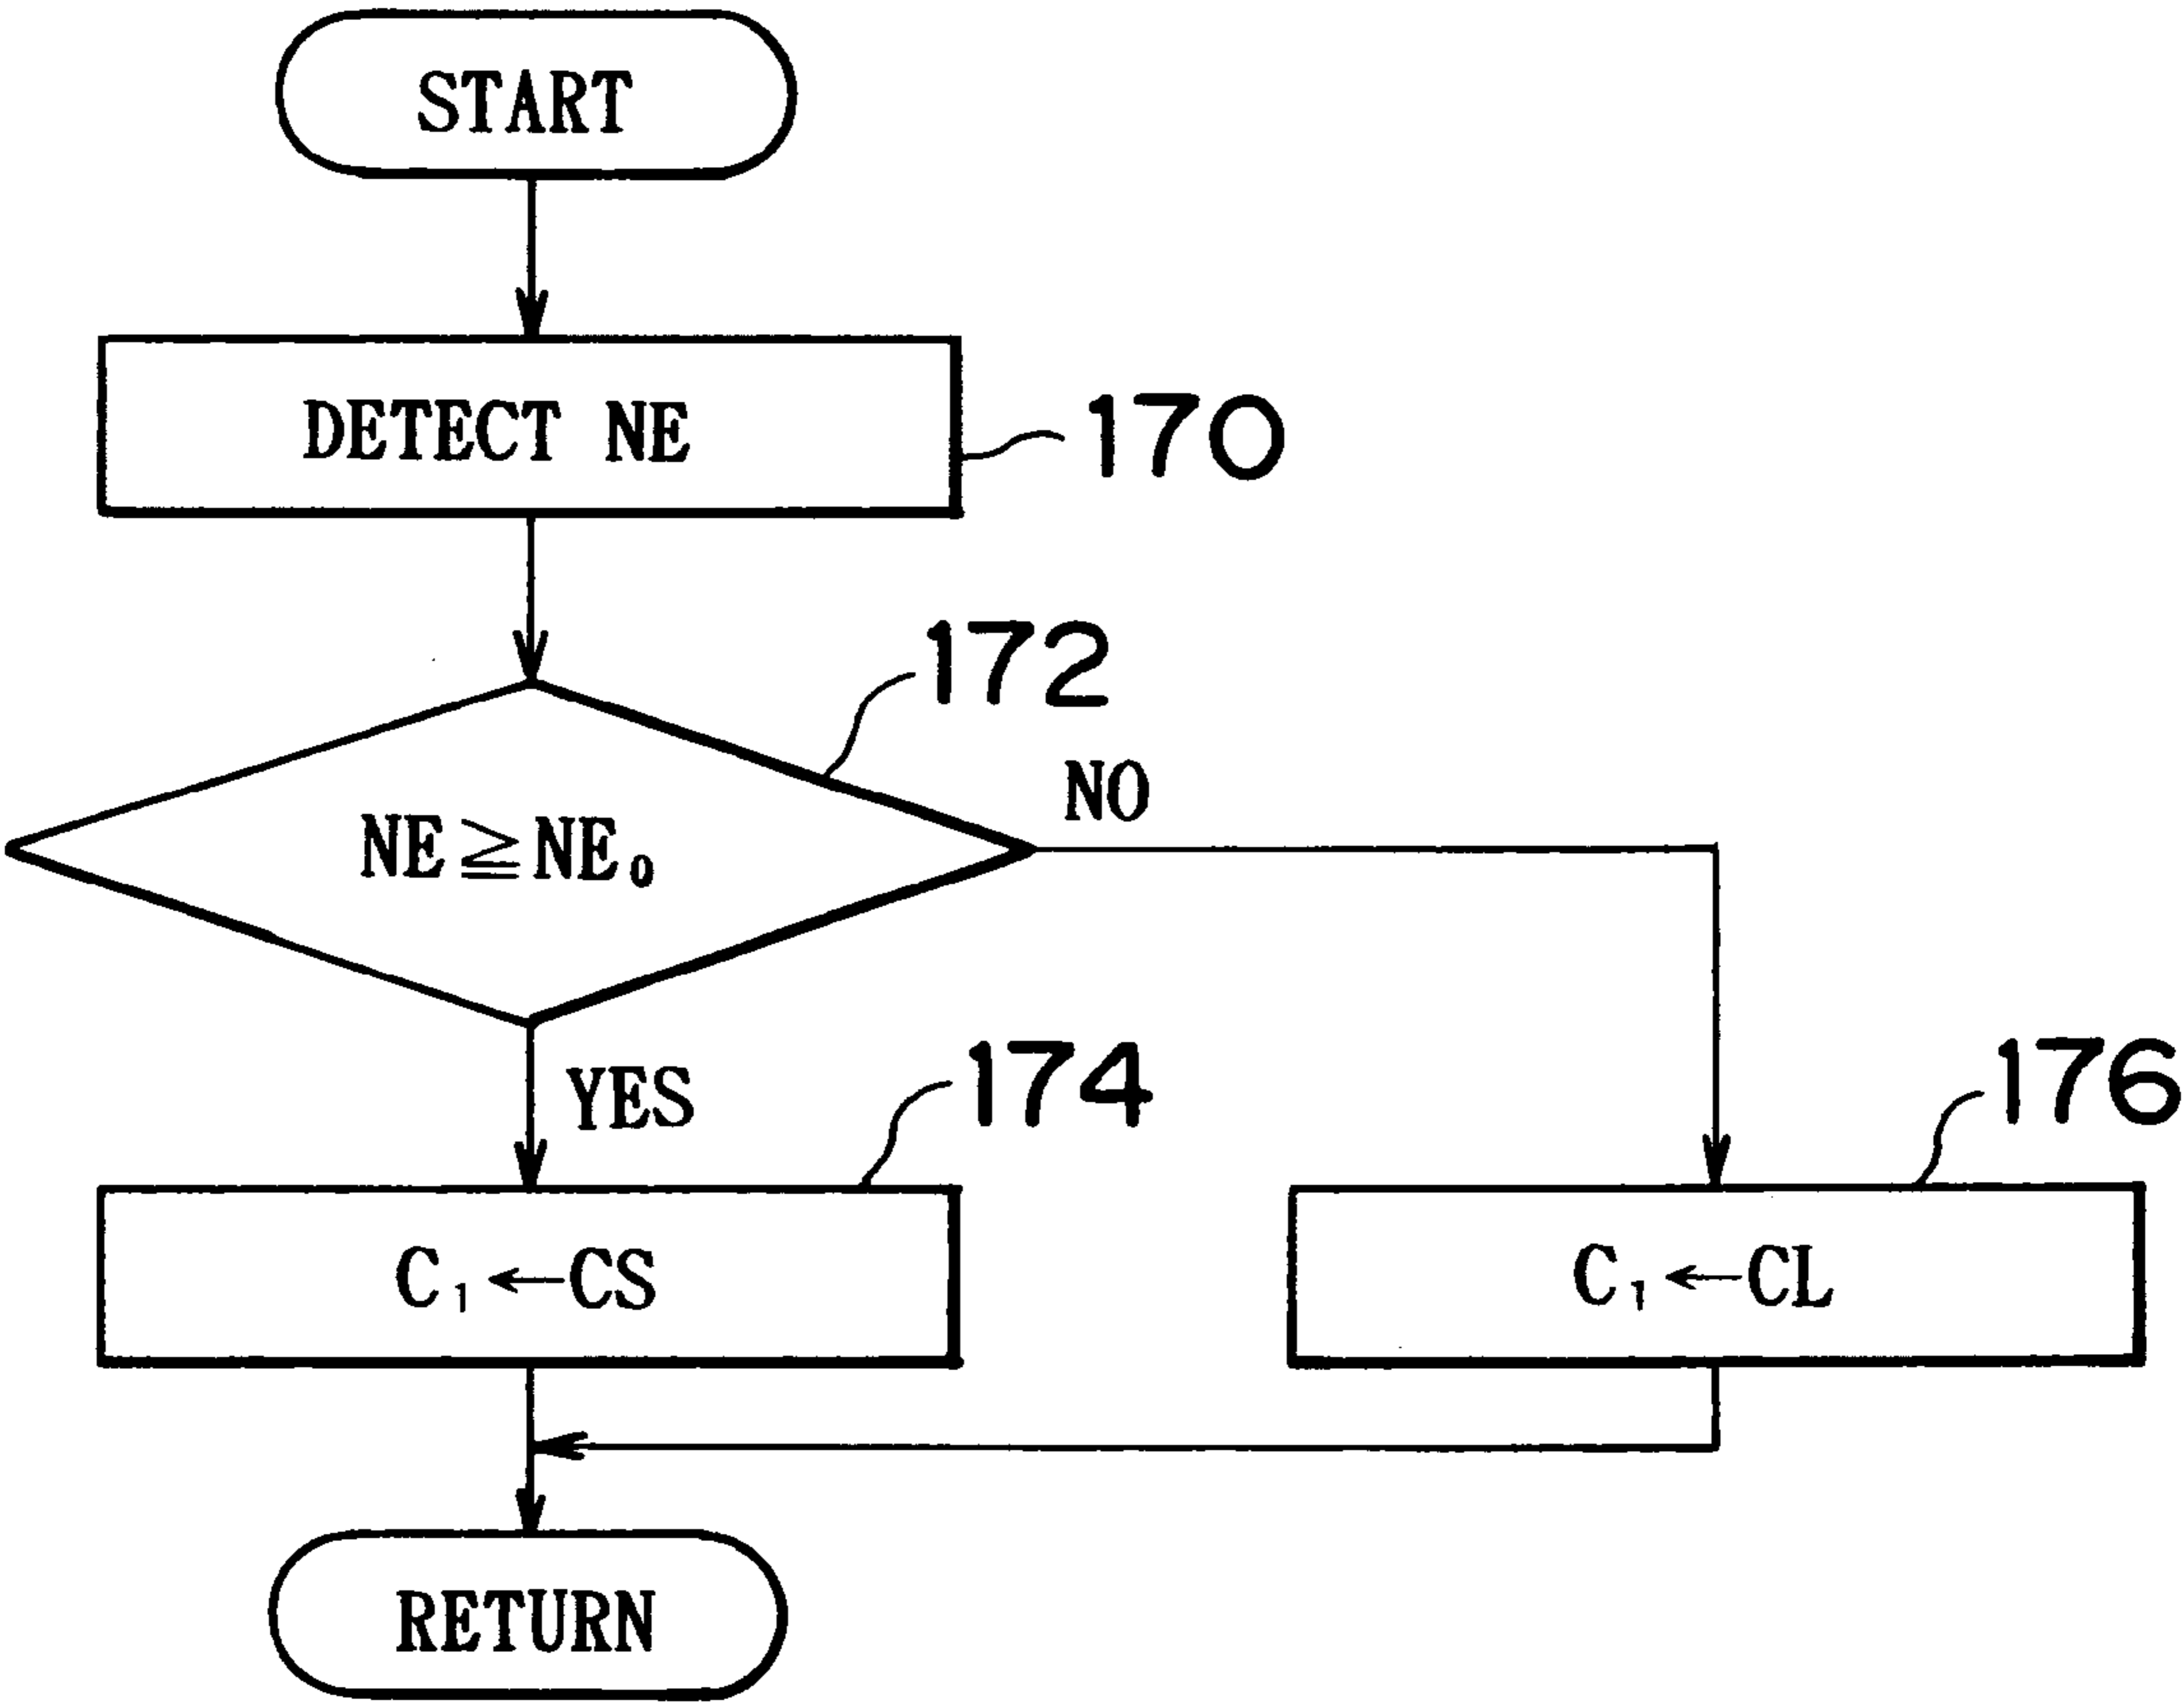 START
DETECT NE
170
172
NO
NE≧NE₀
YES
174
176
C₁←CS
C₁←CL
RETURN